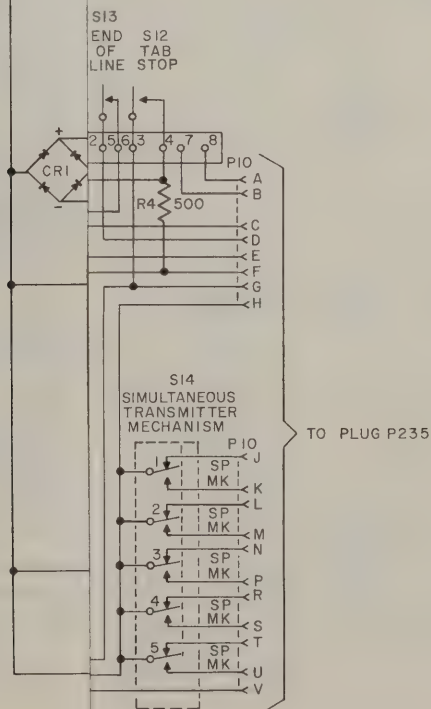 S13
END S12
OF TAB
LINE STOP
+
2 5 6 3 4 7 8
CR1
P10
A
B
-
R4 500
C
D
E
F
G
H
S14
SIMULTANEOUS
TRANSMITTER
MECHANISM
TO PLUG P235
P10
J
1 SP
MK K
L
2 SP
MK M
N
3 SP
MK P
R
4 SP
MK S
T
5 SP
MK U
V